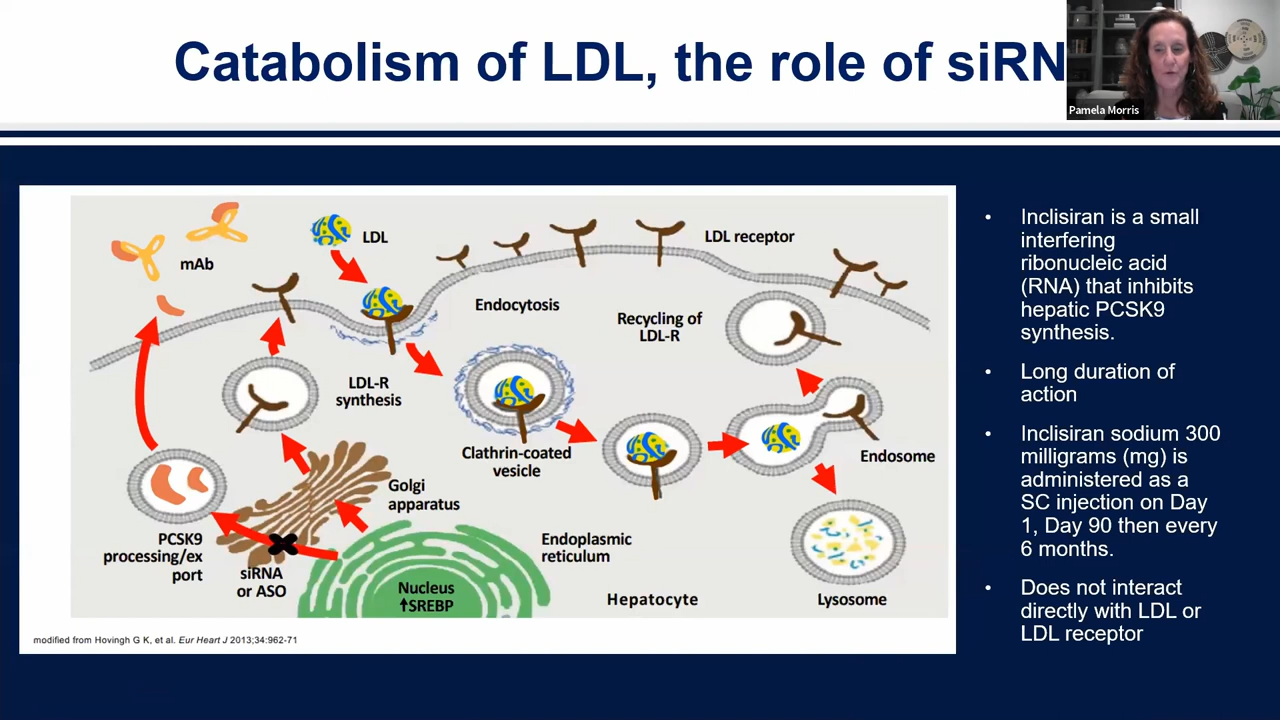 Catabolism of LDL, the role of siRN
Pamela Morris
mAb
LDL
LDL receptor
Endocytosis
Recycling of
LDL-R
LDL-R
synthesis
Clathrin-coated
vesicle
Endosome
Golgi
apparatus
PCSK9
processing/ex
port
siRNA
or ASO
Endoplasmic
reticulum
Nucleus
↑SREBP
Hepatocyte
Lysosome
modified from Hovingh G K, et al. Eur Heart J 2013;34:962-71
• Inclisiran is a small
interfering
ribonucleic acid
(RNA) that inhibits
hepatic PCSK9
synthesis.
• Long duration of
action
• Inclisiran sodium 300
milligrams (mg) is
administered as a
SC injection on Day
1, Day 90 then every
6 months.
• Does not interact
directly with LDL or
LDL receptor